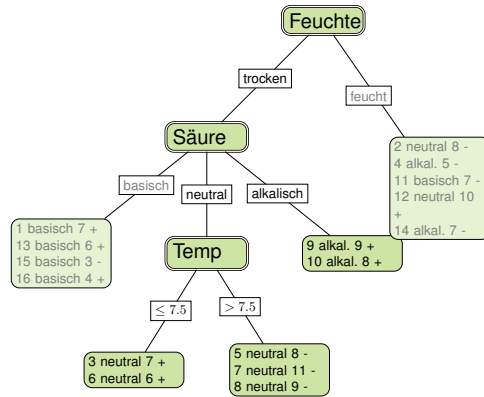 Feuchte
trocken
feucht
Säure
2 neutral 8 -
4 alkal. 5 -
11 basisch 7 -
12 neutral 10
+
14 alkal. 7 -
basisch
neutral
alkalisch
1 basisch 7 +
13 basisch 6 +
15 basisch 3 -
16 basisch 4 +
Temp
9 alkal. 9 +
10 alkal. 8 +
≤ 7.5
> 7.5
3 neutral 7 +
6 neutral 6 +
5 neutral 8 -
7 neutral 11 -
8 neutral 9 -